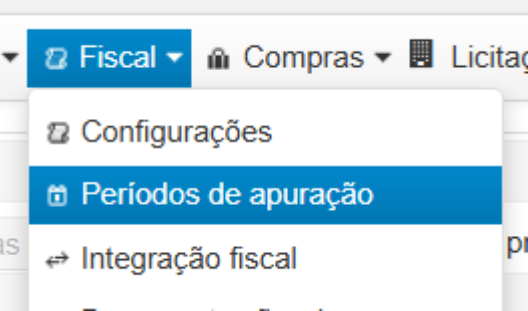 Fiscal Compras
Configurações
Períodos de apuração
Integração fiscal